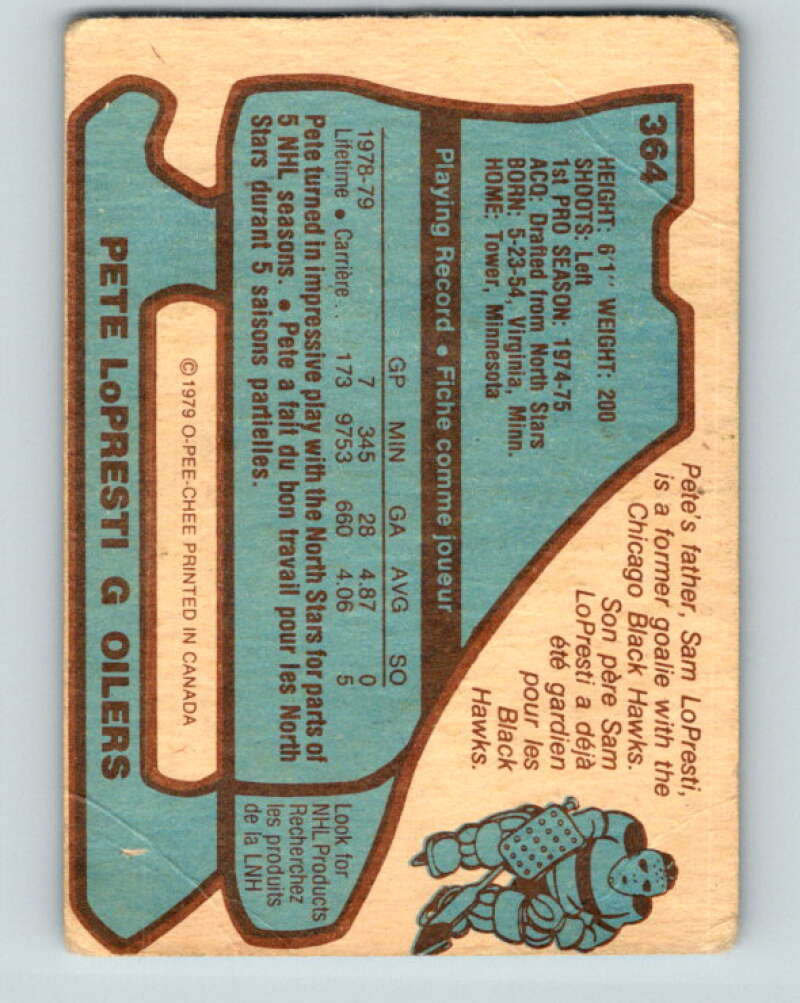 364
HEIGHT: 6'1" WEIGHT: 200
SHOOTS: Left
1st PRO SEASON: 1974-75
ACQ: Drafted from North Stars
BORN: 5-23-54, Virginia, Minn.
HOME: Tower, Minnesota
Pete's father, Sam LoPresti,
is a former goalie with the
Chicago Black Hawks.
Son père Sam
LoPresti a déjà
été gardien
pour les
Black
Hawks.
Playing Record • Fiche comme joueur
GP MIN GA AVG SO
1978-79 7 345 28 4.87 0
Lifetime • Carrière . . 173 9753 660 4.06 5
Pete turned in impressive play with the North Stars for parts of
5 NHL seasons. • Pete a fait du bon travail pour les North
Stars durant 5 saisons partielles.
Look for
NHL Products
Recherchez
les produits
de la LNH
© 1979 O-PEE-CHEE PRINTED IN CANADA
PETE LoPRESTI G OILERS